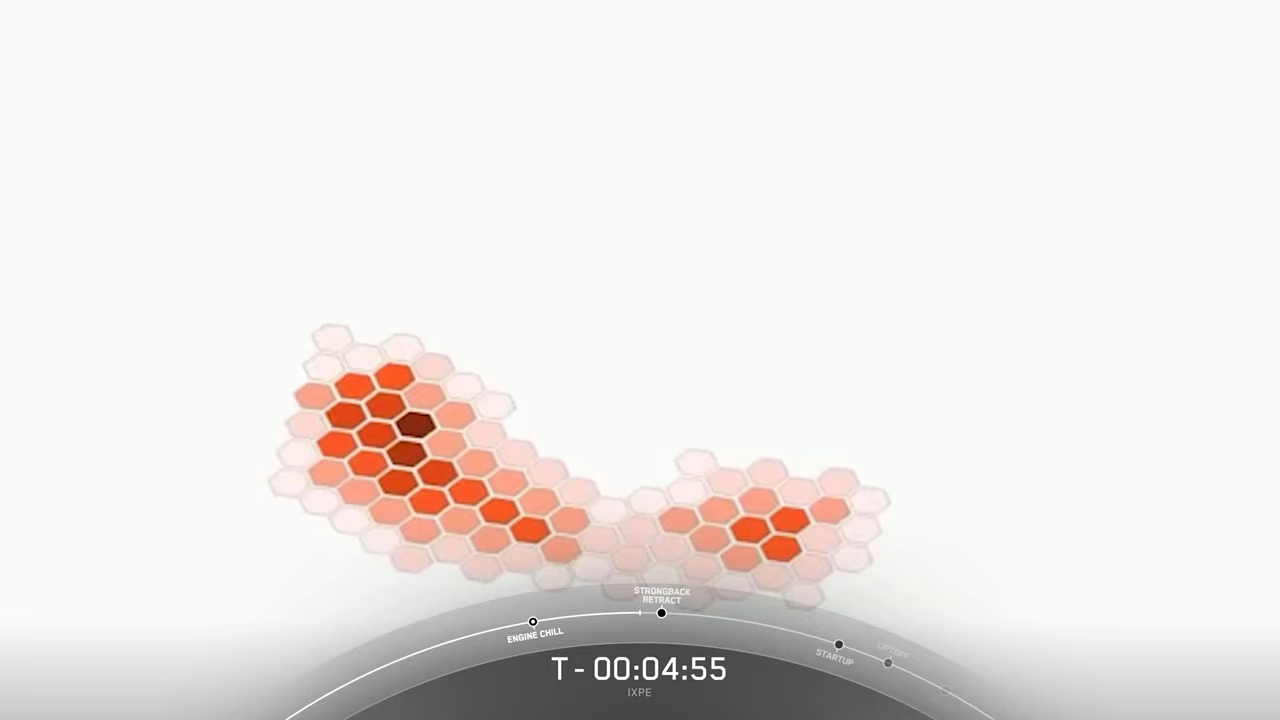 STRONGBACK
RETRACT
ENGINE CHILL
STARTUP
LIFTOFF
T - 00:04:55
IXPE